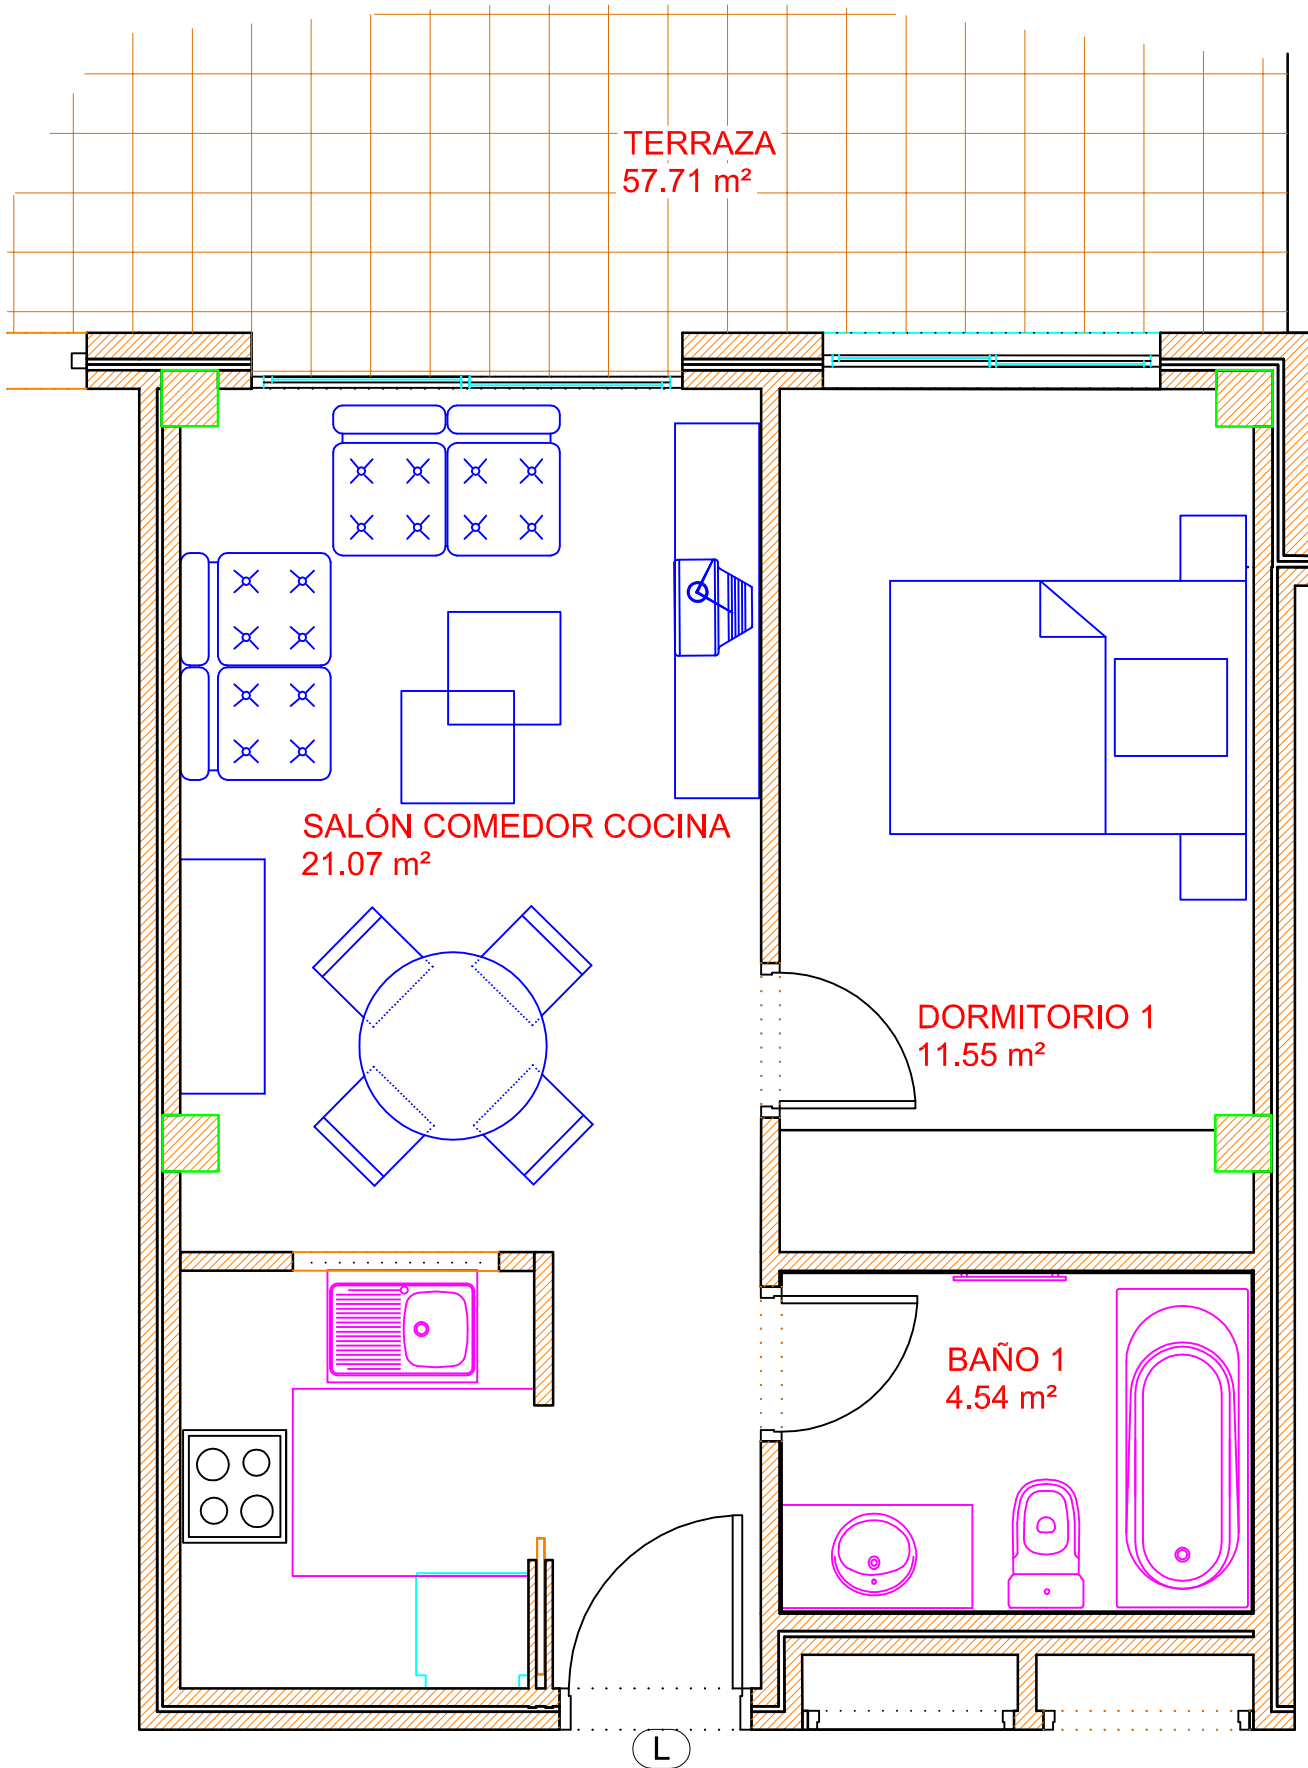 TERRAZA
57.71 m²
SALÓN COMEDOR COCINA
21.07 m²
DORMITORIO 1
11.55 m²
BAÑO 1
4.54 m²
L